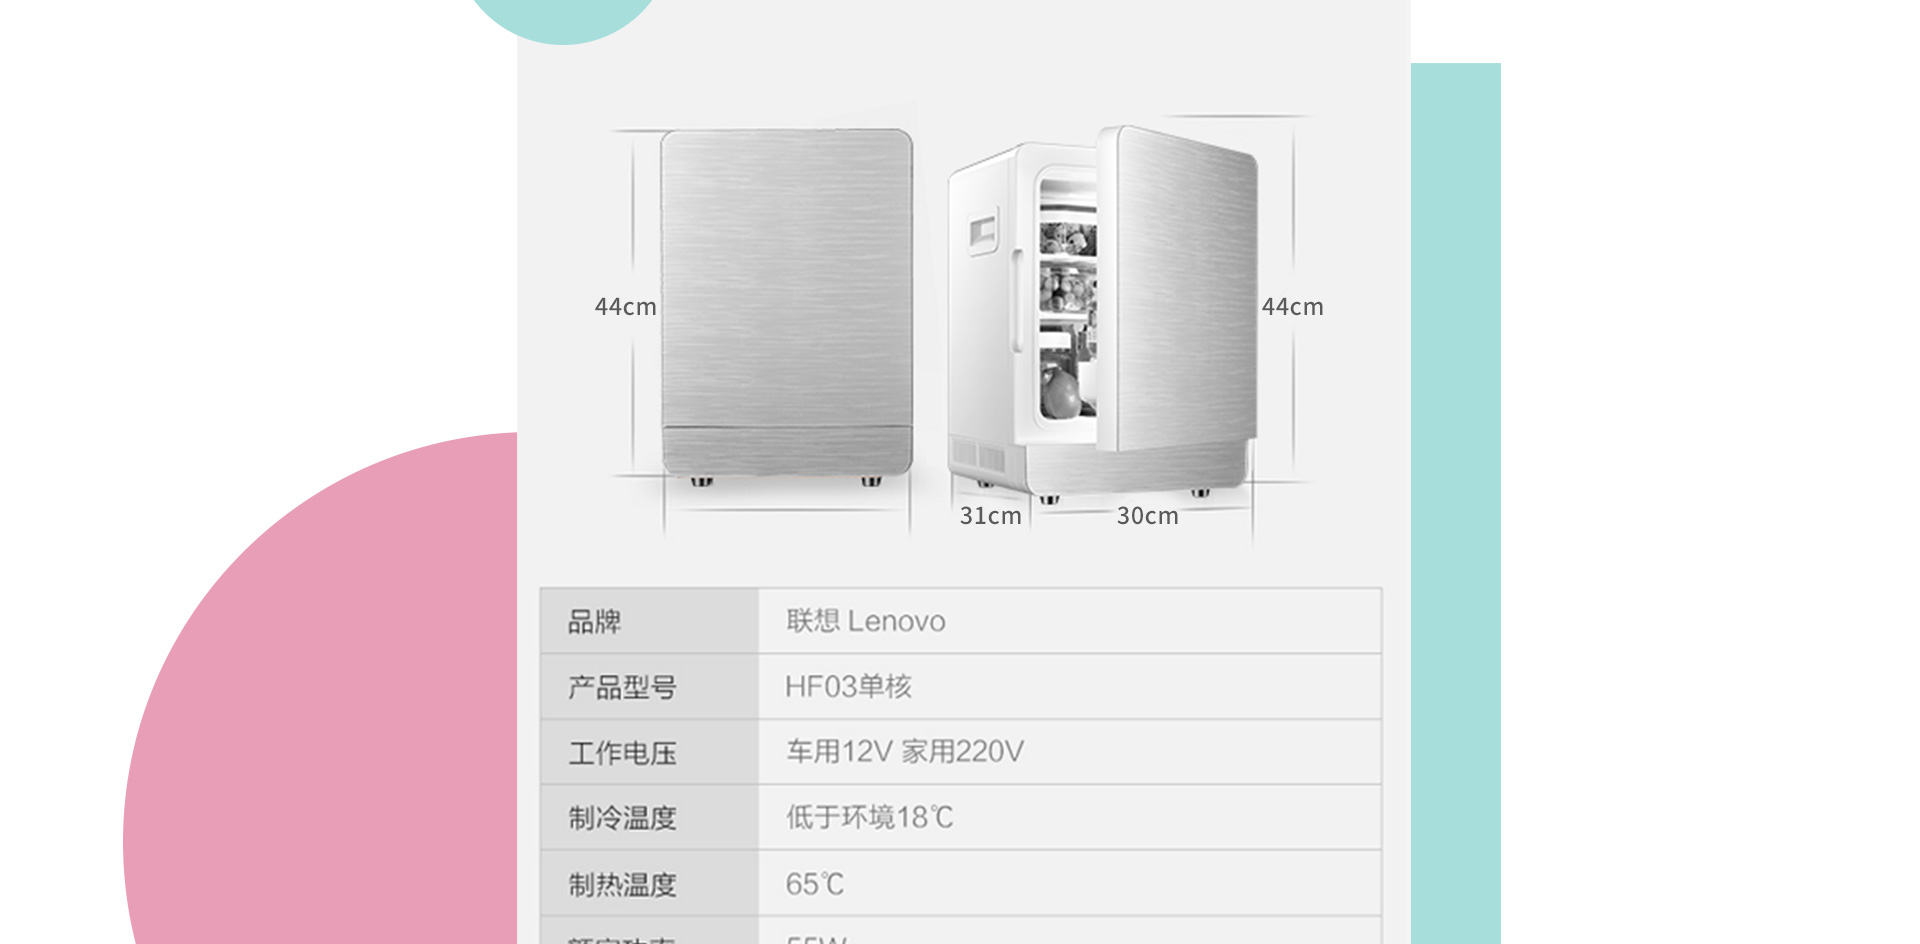 44cm
44cm
31cm
30cm
品牌 联想 Lenovo
产品型号 HF03单核
工作电压 车用12V 家用220V
制冷温度 低于环境18℃
制热温度 65℃